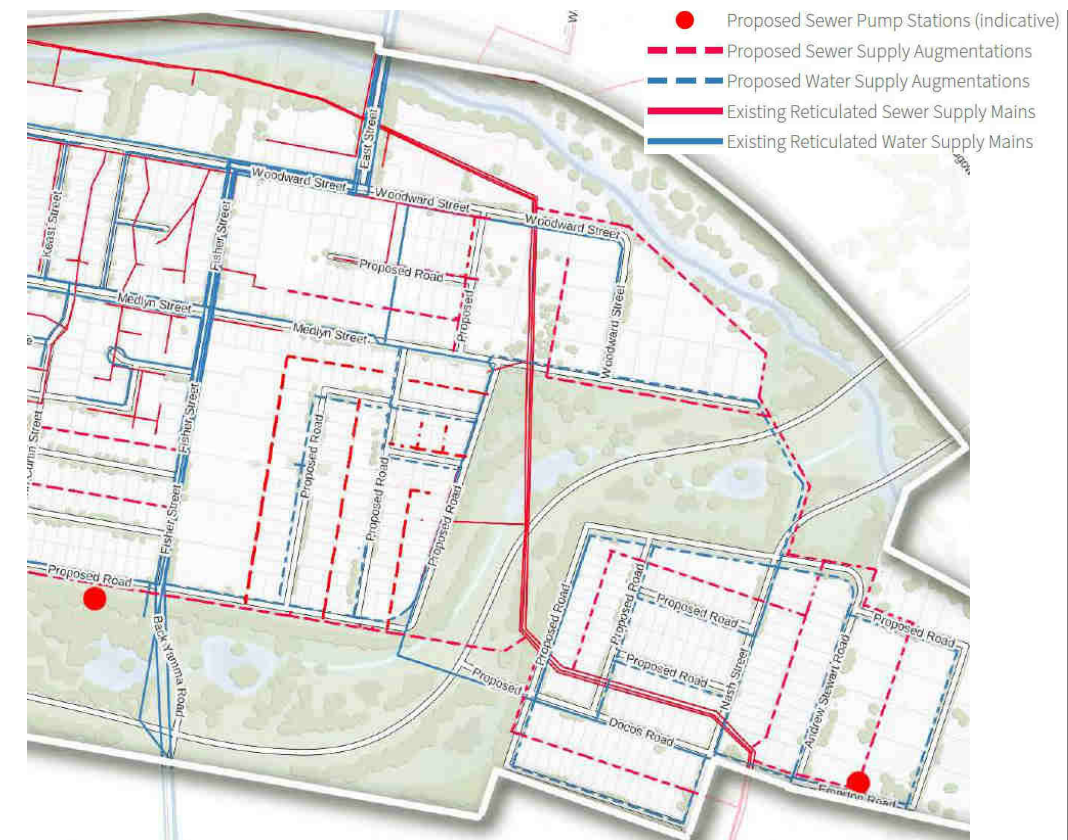 Proposed Sewer Pump Stations (indicative)
Proposed Sewer Supply Augmentations
Proposed Water Supply Augmentations
Existing Reticulated Sewer Supply Mains
Existing Reticulated Water Supply Mains
East Street
Woodward Street
Woodward Street
Woodward Street
Keast Street
Fisher Street
Proposed Road
Proposed
Woodward Street
Medlyn Street
Medlyn Street
Fisher Street
Curtin Street
Proposed Road
Proposed Road
Proposed Road
Fisher Street
Proposed Road
Proposed Road
Proposed Road
Proposed Road
Proposed Road
Proposed Road
Back Yamma Road
Proposed
Nash Street
Andrew Stewart Road
Docos Road
Road